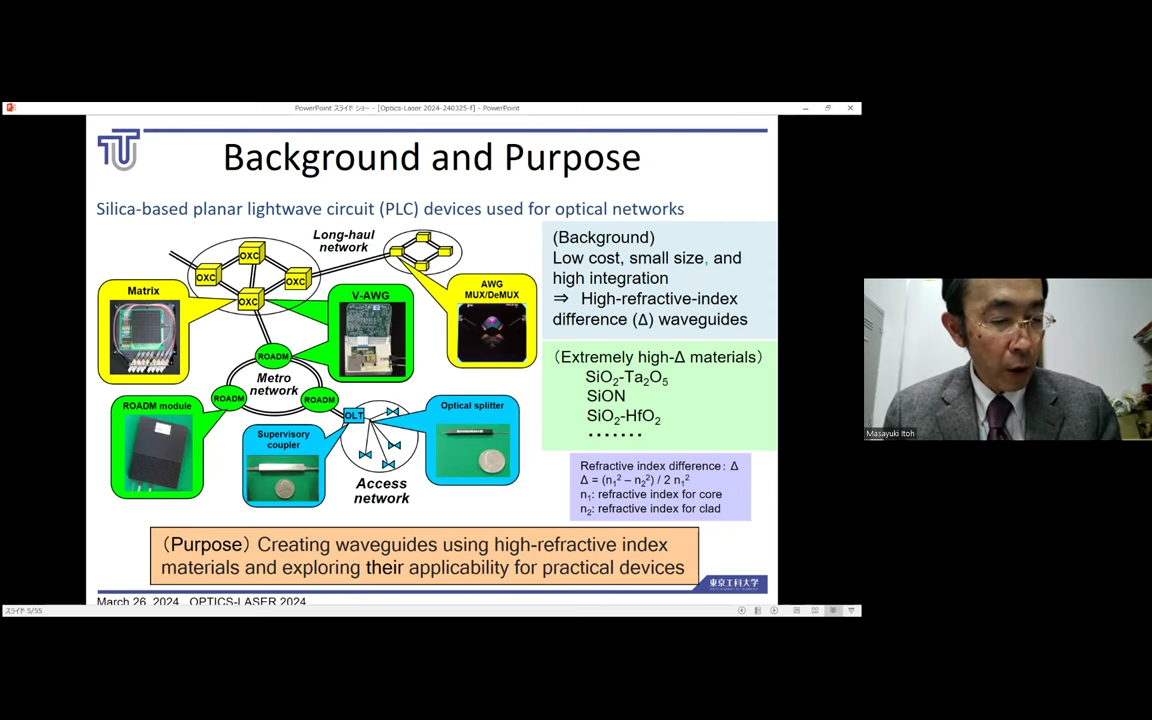 PowerPoint スライド ショー - [Optics-Laser 2024-240325-f] - PowerPoint
Background and Purpose
Silica-based planar lightwave circuit (PLC) devices used for optical networks
Long-haul
network
OXC
OXC
OXC
OXC
Matrix
V-AWG
AWG
MUX/DeMUX
ROADM
Metro
network
ROADM
ROADM
ROADM module
Supervisory
coupler
OLT
Optical splitter
Access
network
(Background)
Low cost, small size, and
high integration
⇒ High-refractive-index
difference (Δ) waveguides
（Extremely high-Δ materials）
SiO2-Ta2O5
SiON
SiO2-HfO2
･･･････
Refractive index difference: Δ
Δ = (n1² – n2²) / 2 n1²
n1: refractive index for core
n2: refractive index for clad
（Purpose）Creating waveguides using high-refractive index
materials and exploring their applicability for practical devices
東京工科大学
March 26, 2024 OPTICS-LASER 2024
スライド 5/55
Masayuki Itoh